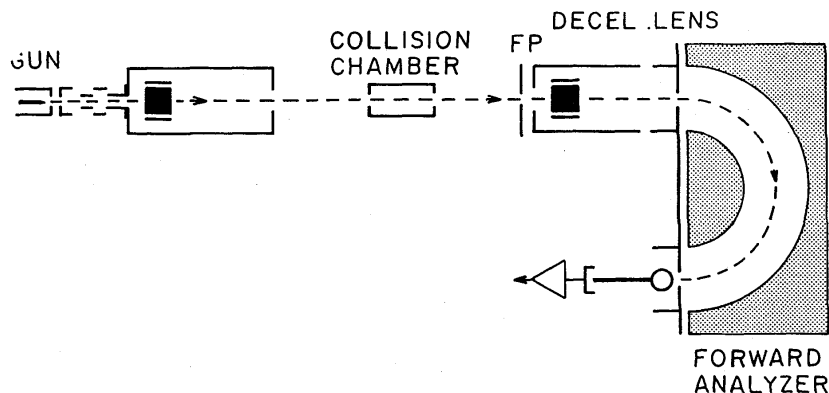 GUN
COLLISION
CHAMBER
FP
DECEL. LENS
FORWARD
ANALYZER